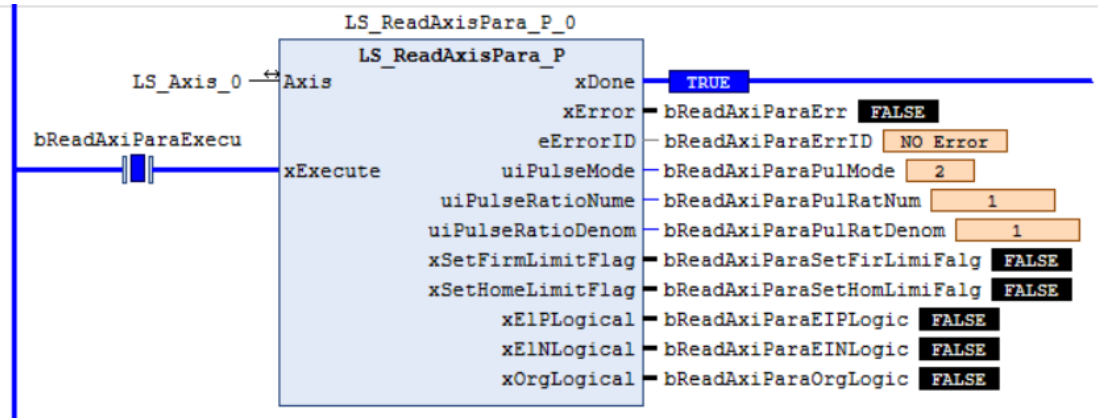 LS_ReadAxisPara_P_0
LS_ReadAxisPara_P
LS_Axis_0 Axis xDone TRUE
xError bReadAxiParaErr FALSE
bReadAxiParaExecu eErrorID bReadAxiParaErrID NO Error
xExecute uiPulseMode bReadAxiParaPulMode 2
uiPulseRatioNume bReadAxiParaPulRatNum 1
uiPulseRatioDenom bReadAxiParaPulRatDenom 1
xSetFirmLimitFlag bReadAxiParaSetFirLimiFalg FALSE
xSetHomeLimitFlag bReadAxiParaSetHomLimiFalg FALSE
xElPLogical bReadAxiParaEIPLogic FALSE
xElNLogical bReadAxiParaEINLogic FALSE
xOrgLogical bReadAxiParaOrgLogic FALSE